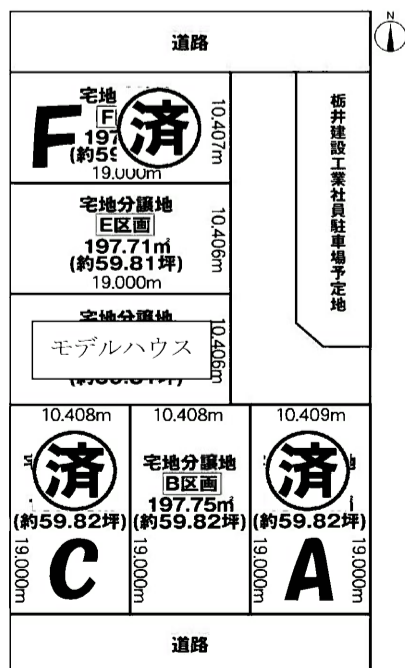 N
道路
宅地
F
F
197
(約59
済
19.000m
10.407m
栃井建設工業社員駐車場予定地
宅地分譲地
E区画
197.71㎡
(約59.81坪)
19.000m
10.406m
モデルハウス
10.406m
10.408m
済
(約59.82坪)
19.000m
C
10.408m
宅地分譲地
B区画
197.75㎡
(約59.82坪)
19.000m
10.409m
済
(約59.82坪)
19.000m
A
19.000m
道路